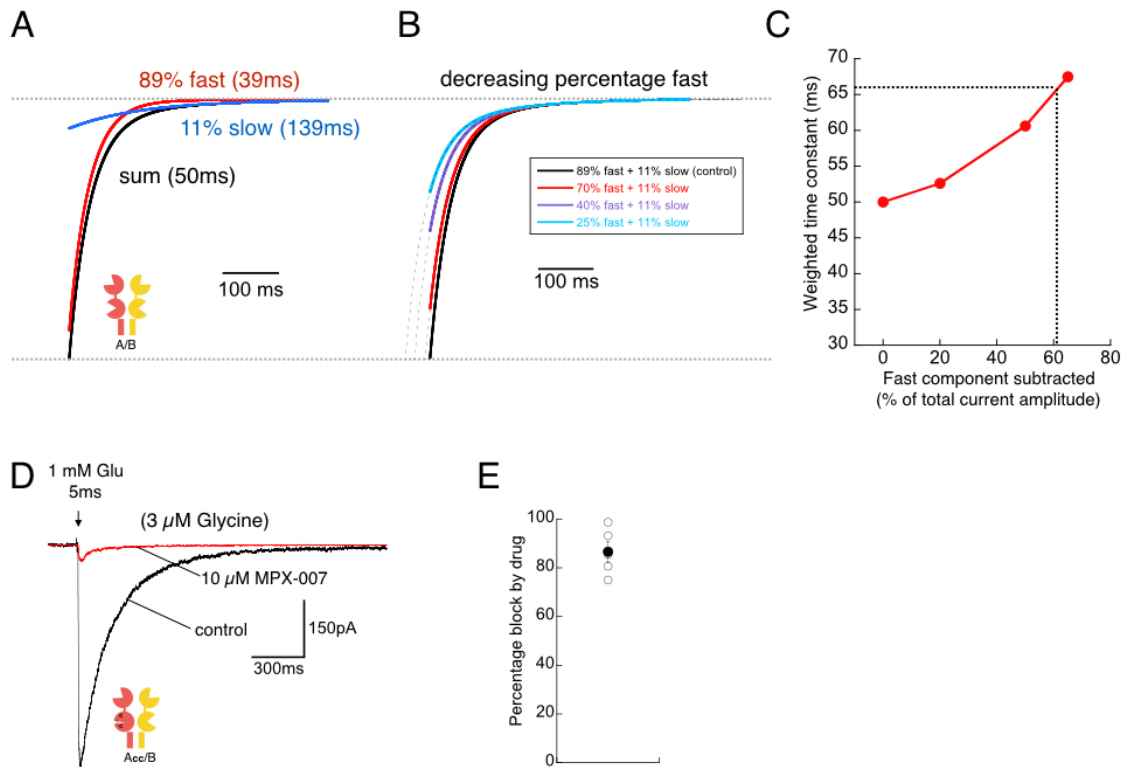 A
89% fast (39ms)
11% slow (139ms)
sum (50ms)
100 ms
A/B
B
decreasing percentage fast
89% fast + 11% slow (control)
70% fast + 11% slow
40% fast + 11% slow
25% fast + 11% slow
100 ms
C
Weighted time constant (ms)
70
65
60
55
50
45
40
35
30
0
20
40
60
80
Fast component subtracted
(% of total current amplitude)
D
1 mM Glu
5ms
(3 µM Glycine)
10 µM MPX-007
control
150pA
300ms
c
c
Acc/B
E
Percentage block by drug
100
80
60
40
20
0